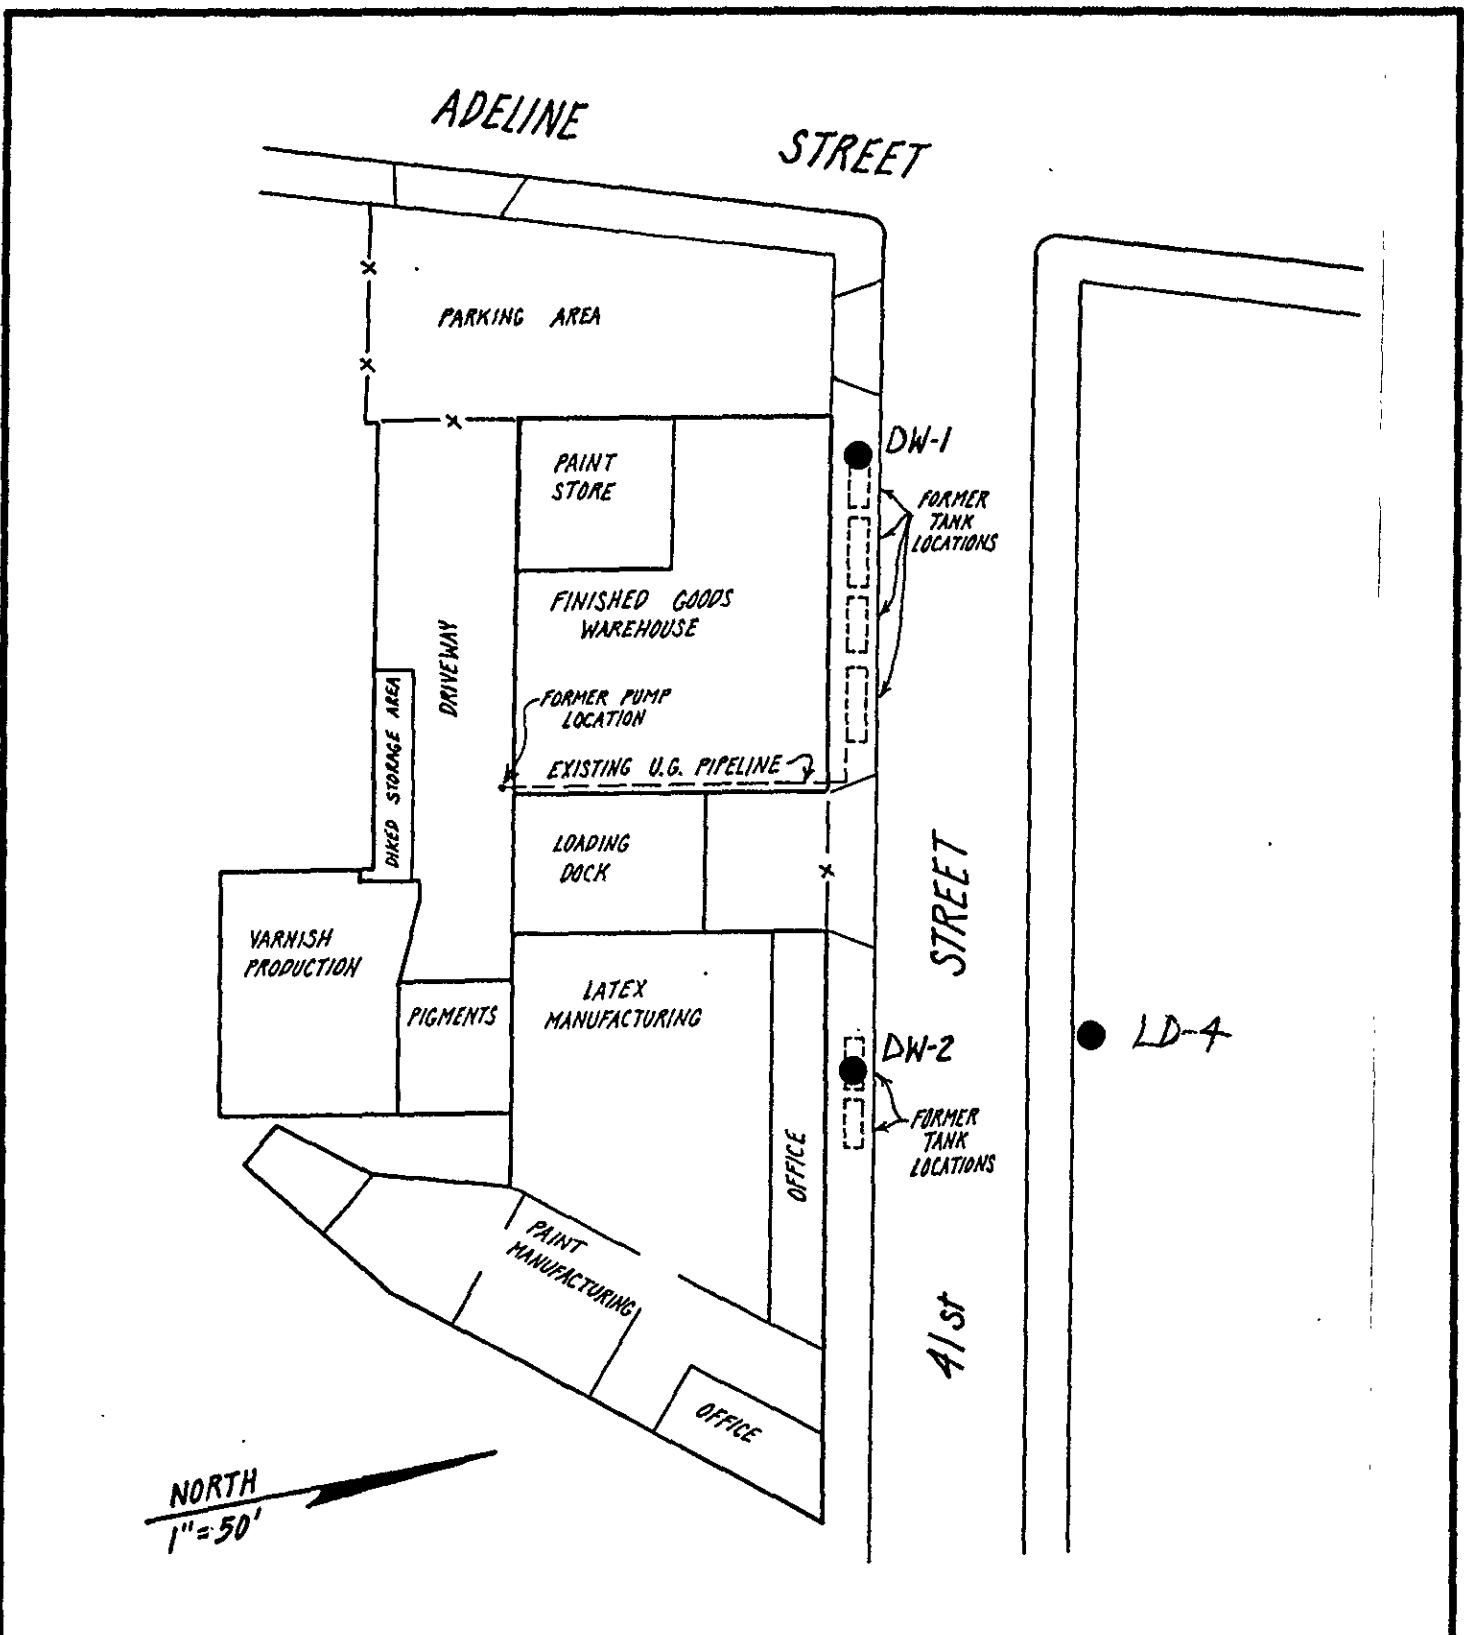 ADELINE STREET
PARKING AREA
DW-1
PAINT
STORE
FORMER
TANK
LOCATIONS
FINISHED GOODS
WAREHOUSE
DRIVEWAY
DIKED STORAGE AREA
FORMER PUMP
LOCATION
EXISTING U.G. PIPELINE
LOADING
DOCK
VARNISH
PRODUCTION
PIGMENTS
LATEX
MANUFACTURING
41st STREET
DW-2
LD-4
FORMER
TANK
LOCATIONS
OFFICE
PAINT
MANUFACTURING
OFFICE
NORTH
1"=50'